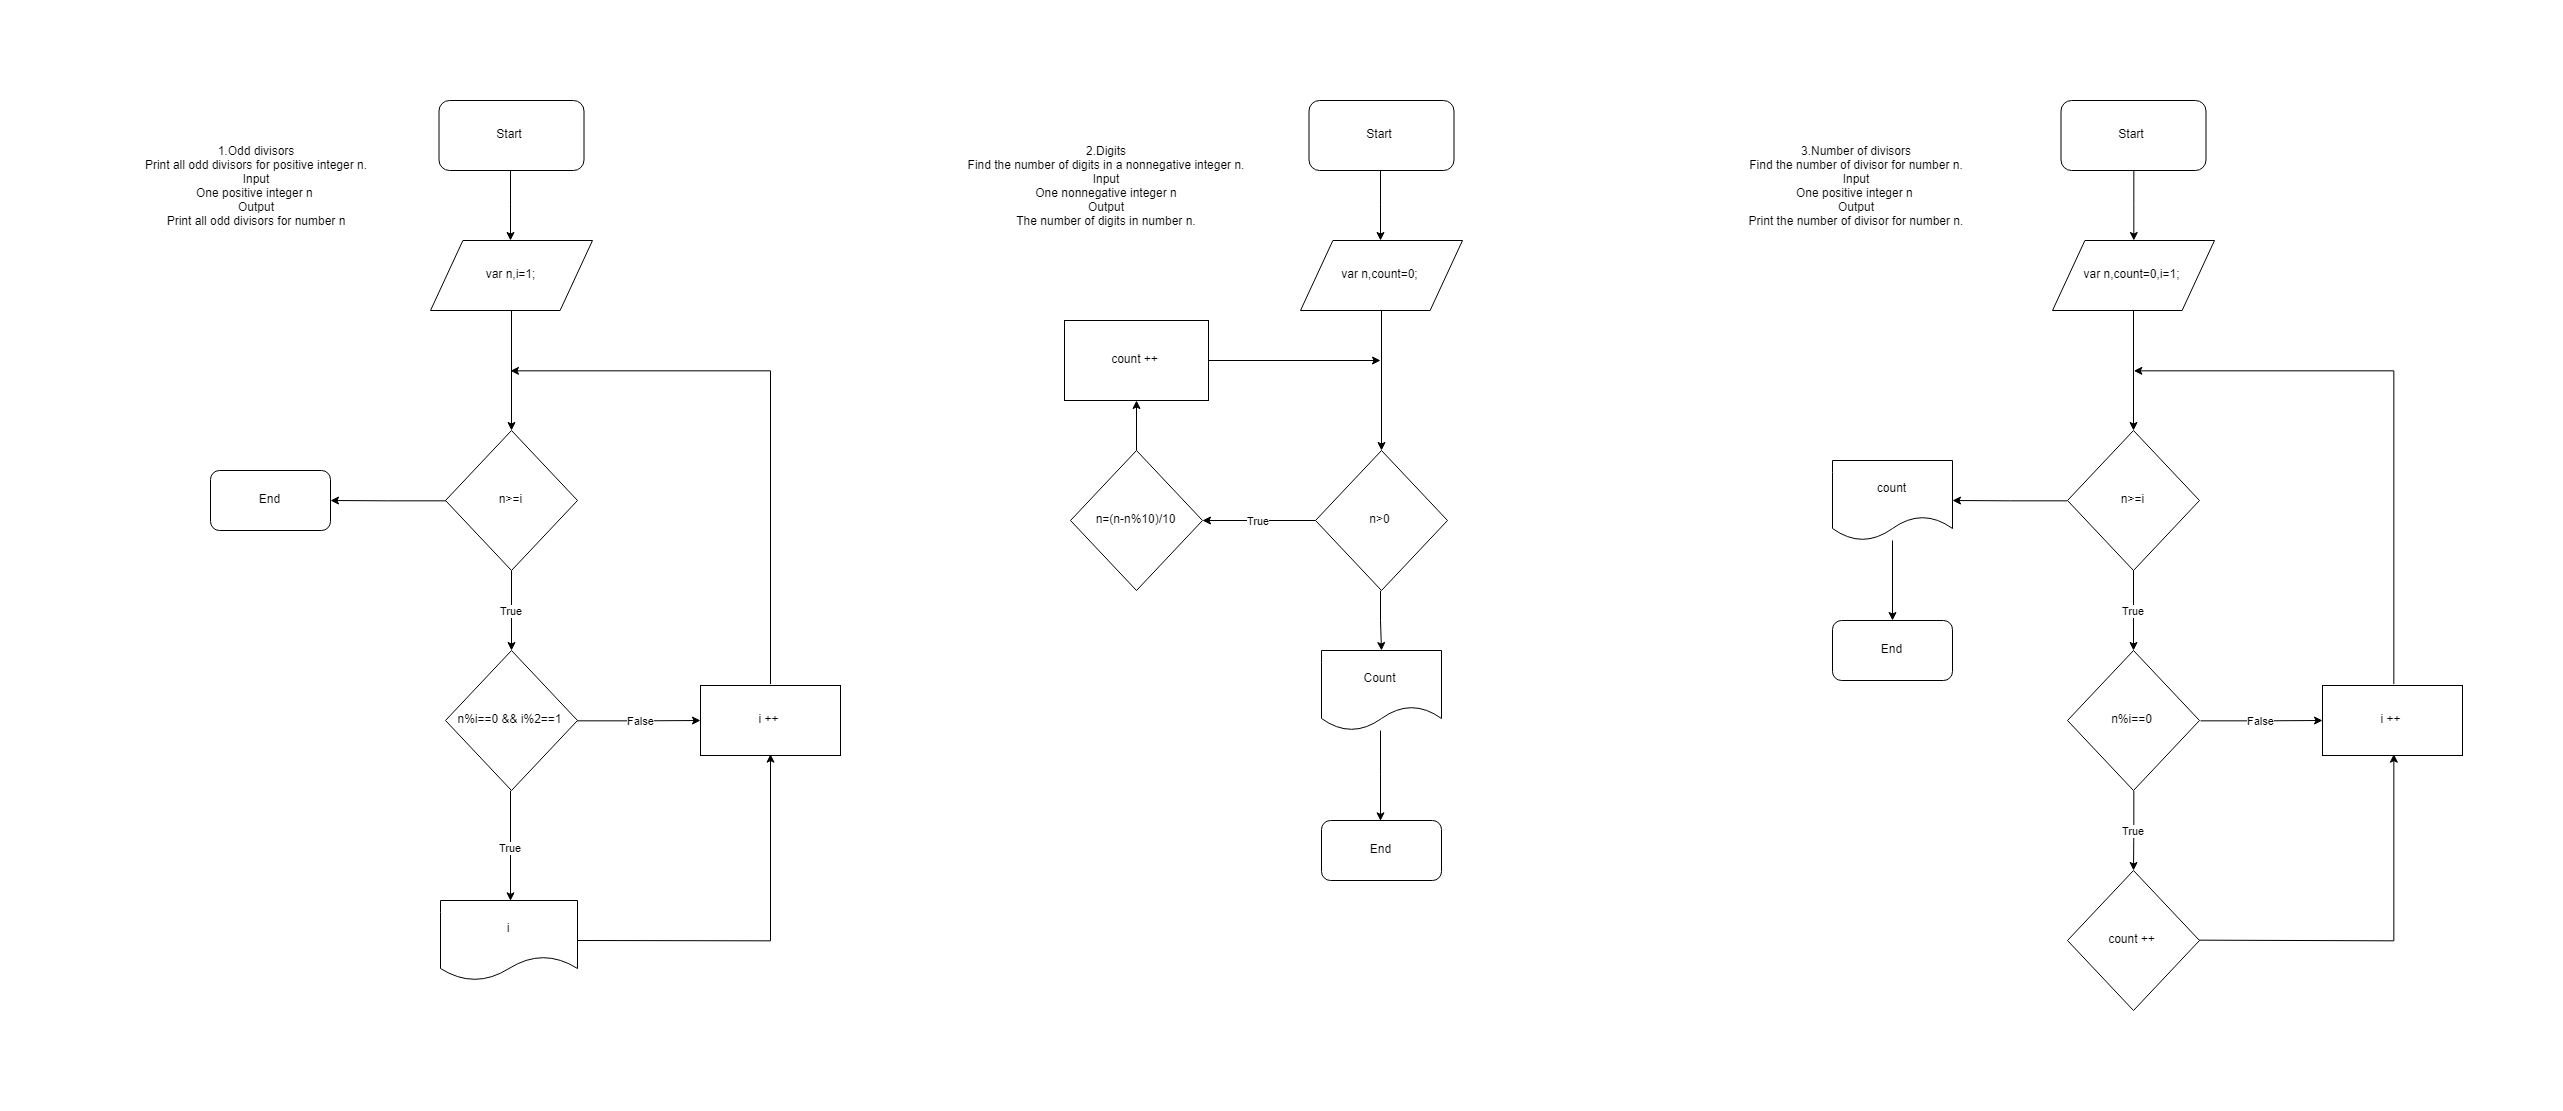 1.Odd divisors
Print all odd divisors for positive integer n.
Input
One positive integer n
Output
Print all odd divisors for number n
Start
var n,i=1;
n>=i
End
True
n%i==0 && i%2==1
False
i ++
True
i
2.Digits
Find the number of digits in a nonnegative integer n.
Input
One nonnegative integer n
Output
The number of digits in number n.
Start
var n,count=0;
count ++
n=(n-n%10)/10
True
n>0
Count
End
3.Number of divisors
Find the number of divisor for number n.
Input
One positive integer n
Output
Print the number of divisor for number n.
Start
var n,count=0,i=1;
n>=i
count
End
True
n%i==0
False
i ++
True
count ++